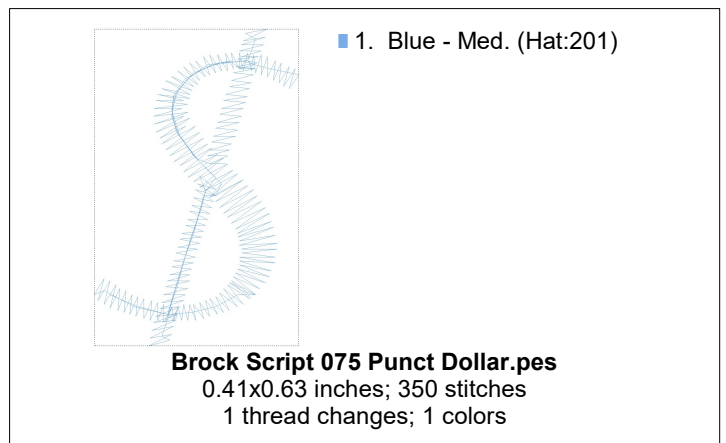 1. Blue - Med. (Hat:201)
Brock Script 075 Punct Dollar.pes
0.41x0.63 inches; 350 stitches
1 thread changes; 1 colors